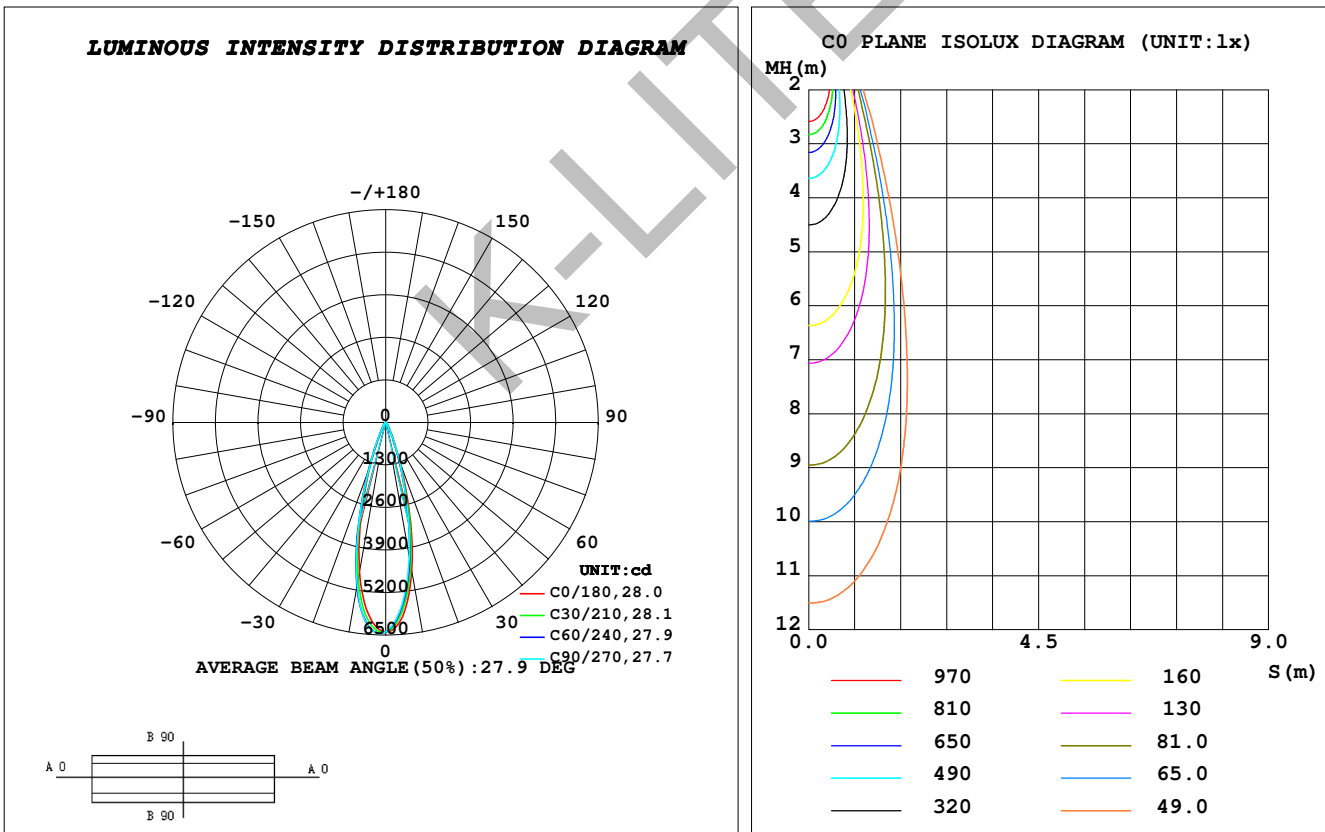 LUMINOUS INTENSITY DISTRIBUTION DIAGRAM
-/+180
-150
150
-120
120
-90
90
-60
60
-30
30
0
0
1300
2600
3900
5200
6500
UNIT:cd
C0/180,28.0
C30/210,28.1
C60/240,27.9
C90/270,27.7
AVERAGE BEAM ANGLE(50%):27.9 DEG
B 90
A 0
A 0
B 90
C0 PLANE ISOLUX DIAGRAM (UNIT:lx)
MH(m)
2
3
4
5
6
7
8
9
10
11
12
0.0
4.5
9.0
S(m)
970
160
810
130
650
81.0
490
65.0
320
49.0
K-LITE